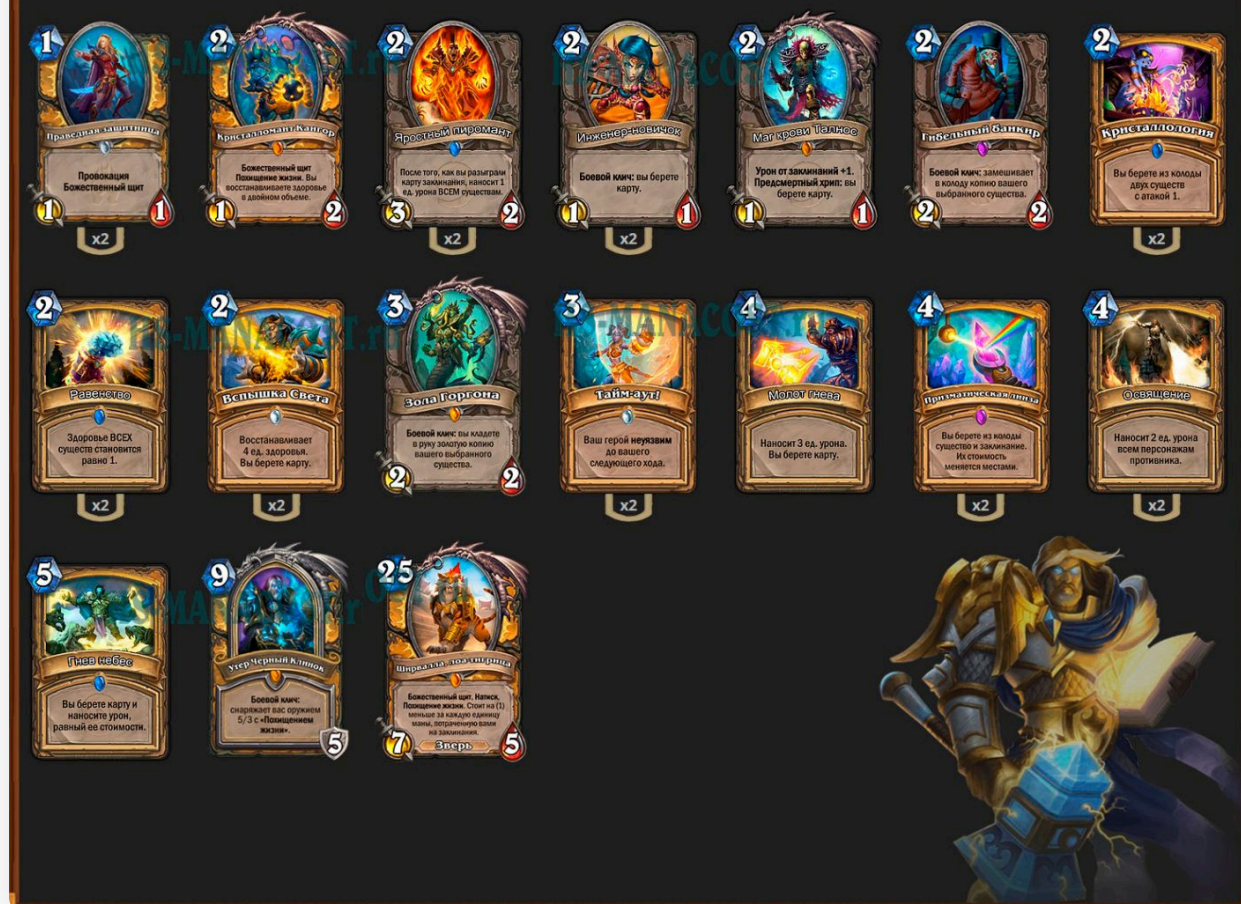 1
Праведная защитница
Провокация
Божественный щит
1
1
x2
2
Кристалломант Кангор
Божественный щит
Похищение жизни. Вы
восстанавливаете здоровье
в двойном объеме.
1
2
2
Яростный пиромант
После того, как вы разыграли
карту заклинания, наносит 1
ед. урона ВСЕМ существам.
3
2
x2
2
Инженер-новичок
Боевой клич: вы берете
карту.
1
1
x2
2
Маг крови Талнос
Урон от заклинаний +1.
Предсмертный хрип: вы
берете карту.
1
1
2
Гибельный банкир
Боевой клич: замешивает
в колоду копию вашего
выбранного существа.
2
2
2
Кристаллология
Вы берете из колоды
двух существ
с атакой 1.
x2
2
Равенство
Здоровье ВСЕХ
существ становится
равно 1.
x2
2
Вспышка Света
Восстанавливает
4 ед. здоровья.
Вы берете карту.
x2
3
Зола Горгона
Боевой клич: вы кладете
в руку золотую копию
вашего выбранного
существа.
2
2
3
Тайм-аут!
Ваш герой неуязвим
до вашего
следующего хода.
x2
4
Молот гнева
Наносит 3 ед. урона.
Вы берете карту.
4
Призматическая линза
Вы берете из колоды
существо и заклинание.
Их стоимость
меняется местами.
x2
4
Освящение
Наносит 2 ед. урона
всем персонажам
противника.
x2
5
Гнев небес
Вы берете карту и
наносите урон,
равный ее стоимости.
9
Утер Черный Клинок
Боевой клич:
снаряжает вас оружием
5/3 с «Похищением
жизни».
5
25
Ширвалла, лоа-тигрица
Божественный щит. Натиск.
Похищение жизни. Стоит на (1)
меньше за каждую единицу
маны, потраченную вами
на заклинания.
7
Зверь
5